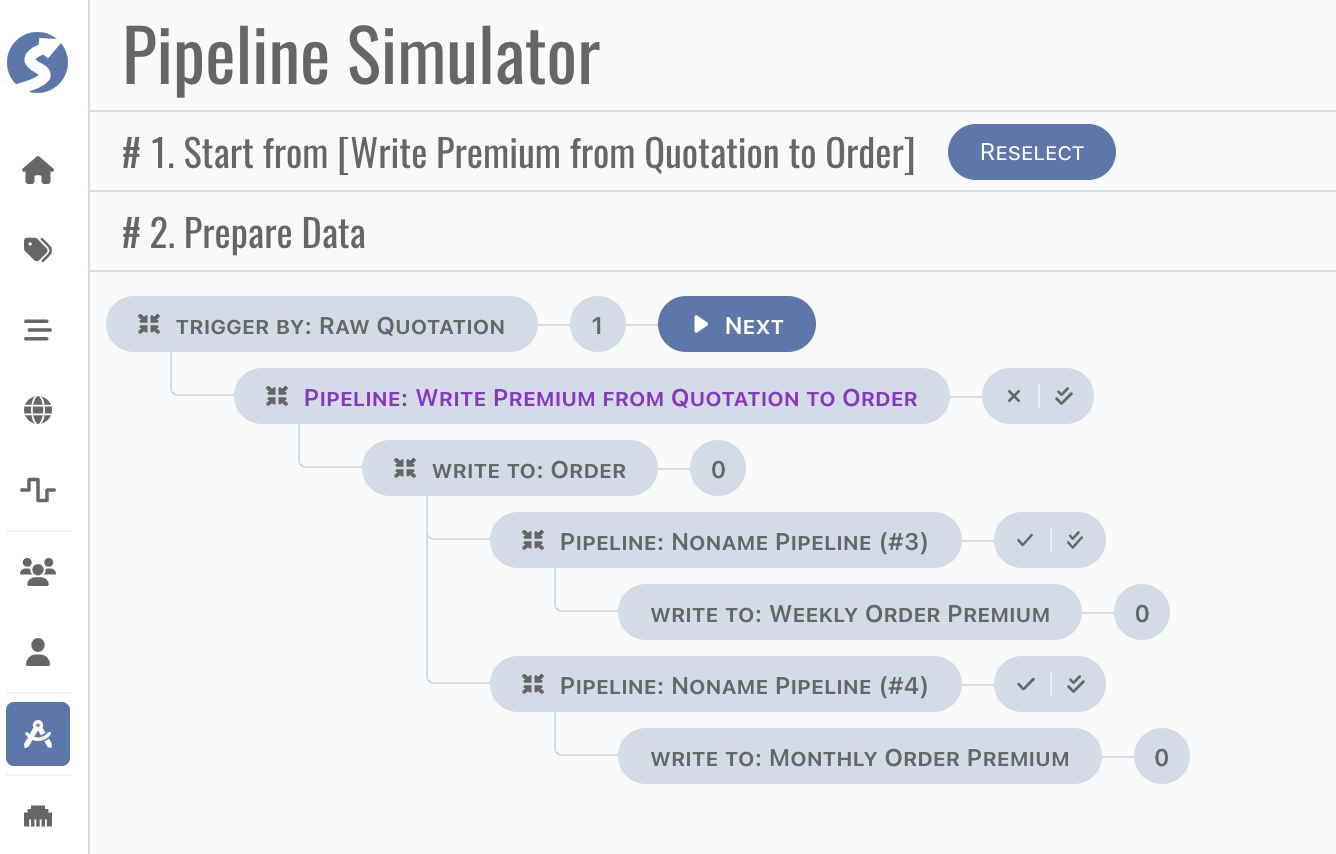 Pipeline Simulator
# 1. Start from [Write Premium from Quotation to Order] Reselect
# 2. Prepare Data
trigger by: Raw Quotation 1 Next
Pipeline: Write Premium from Quotation to Order
write to: Order 0
Pipeline: Noname Pipeline (#3)
write to: Weekly Order Premium 0
Pipeline: Noname Pipeline (#4)
write to: Monthly Order Premium 0